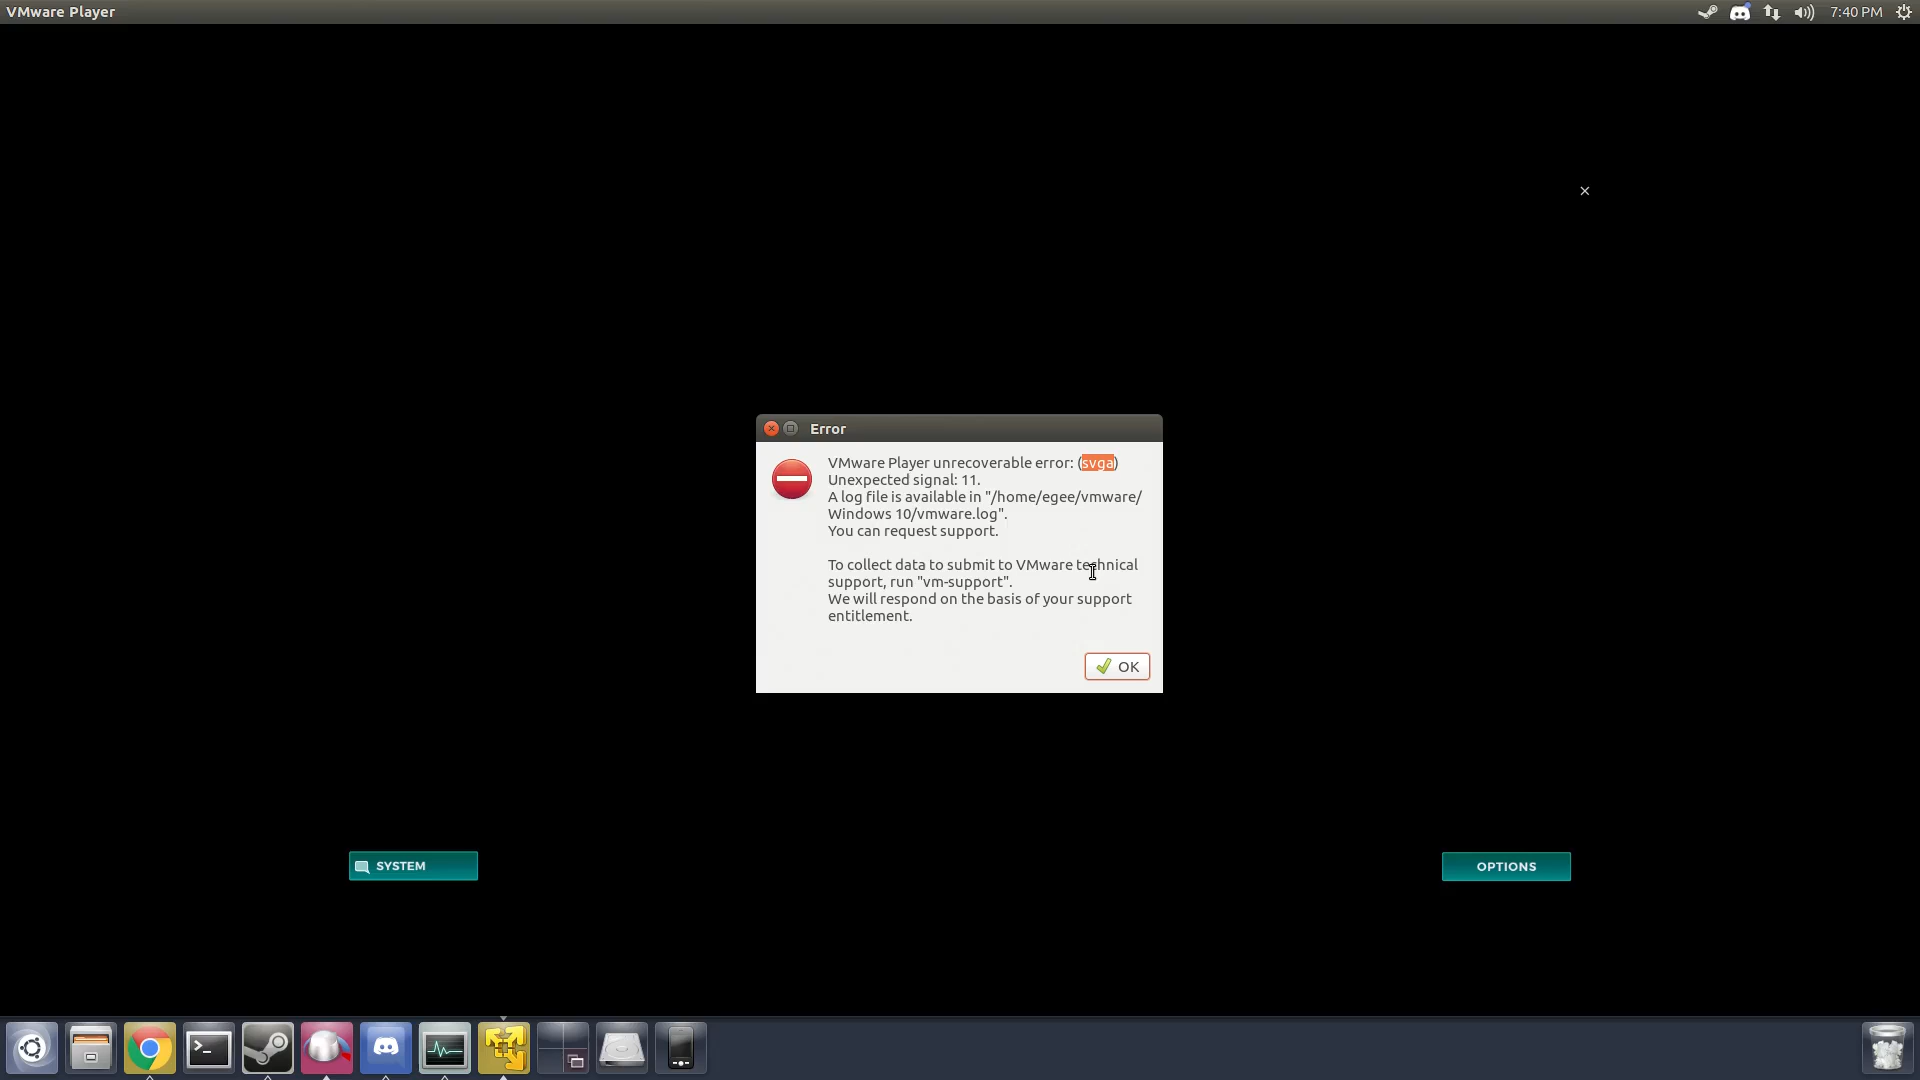 VMware Player
7:40 PM
Error
VMware Player unrecoverable error: (svga)
Unexpected signal: 11.
A log file is available in "/home/egee/vmware/
Windows 10/vmware.log".
You can request support.
To collect data to submit to VMware technical
support, run "vm-support".
We will respond on the basis of your support
entitlement.
OK
SYSTEM
OPTIONS